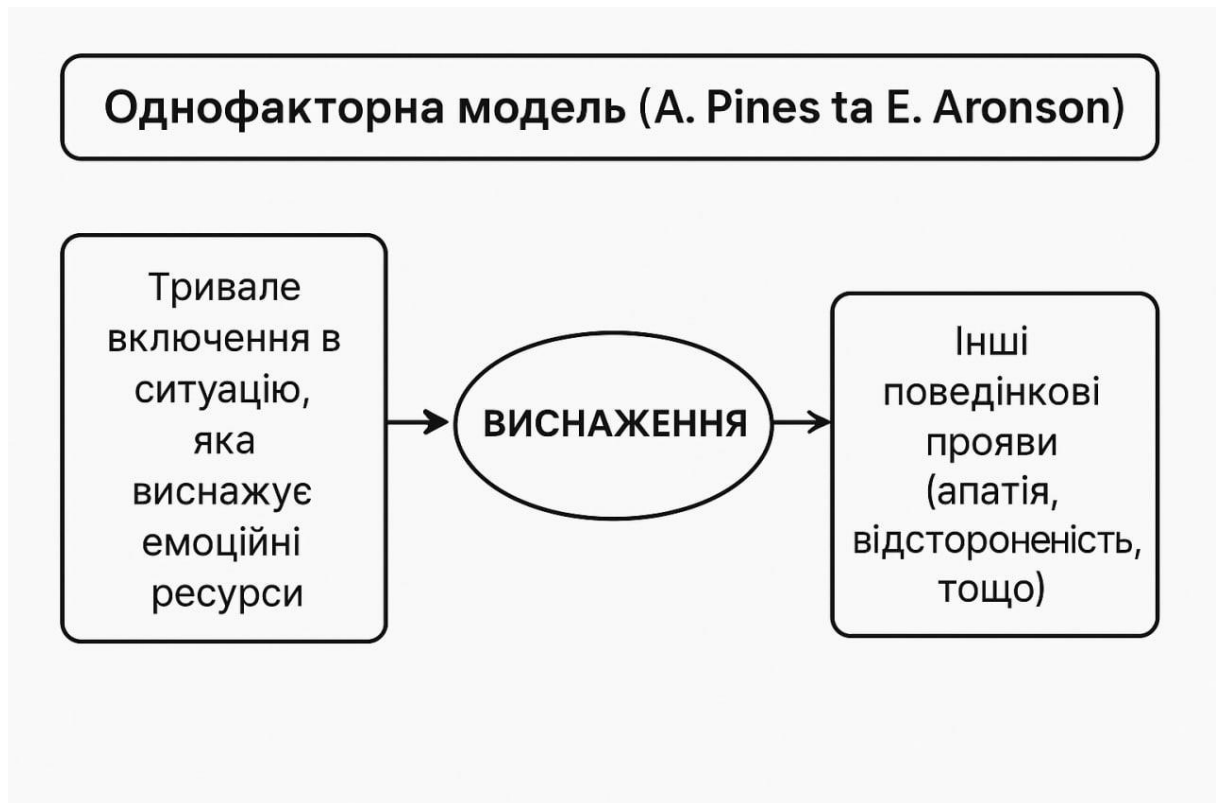 Однофакторна модель (A. Pines ta E. Aronson)
Тривале
включення в
ситуацію,
яка
виснажує
емоційні
ресурси
ВИСНАЖЕННЯ
Інші
поведінкові
прояви
(апатія,
відстороненість,
тощо)